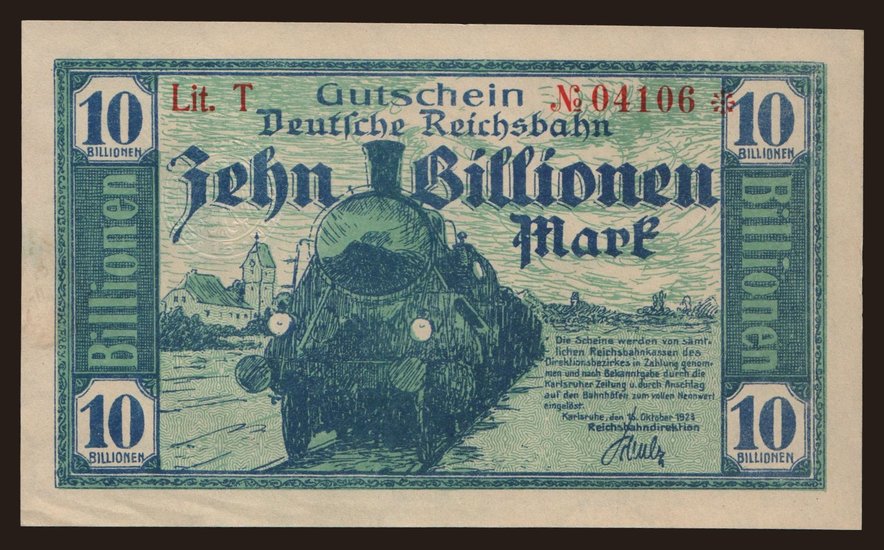 10
BILLIONEN
Lit. T
Gutschein
№ 04106 *
10
BILLIONEN
Deutsche Reichsbahn
Zehn Billionen
Mark
Billionen
Billionen
Die Scheine werden von sämt-
lichen Reichsbahnkassen des
Direktionsbezirkes in Zahlung genom-
men und nach Bekanntgabe durch die
Karlsruher Zeitung u. durch Anschlag
auf den Bahnhöfen zum vollen Nennwert
eingelöst.
Karlsruhe, den 15. Oktober 1923
Reichsbahndirektion
10
BILLIONEN
10
BILLIONEN